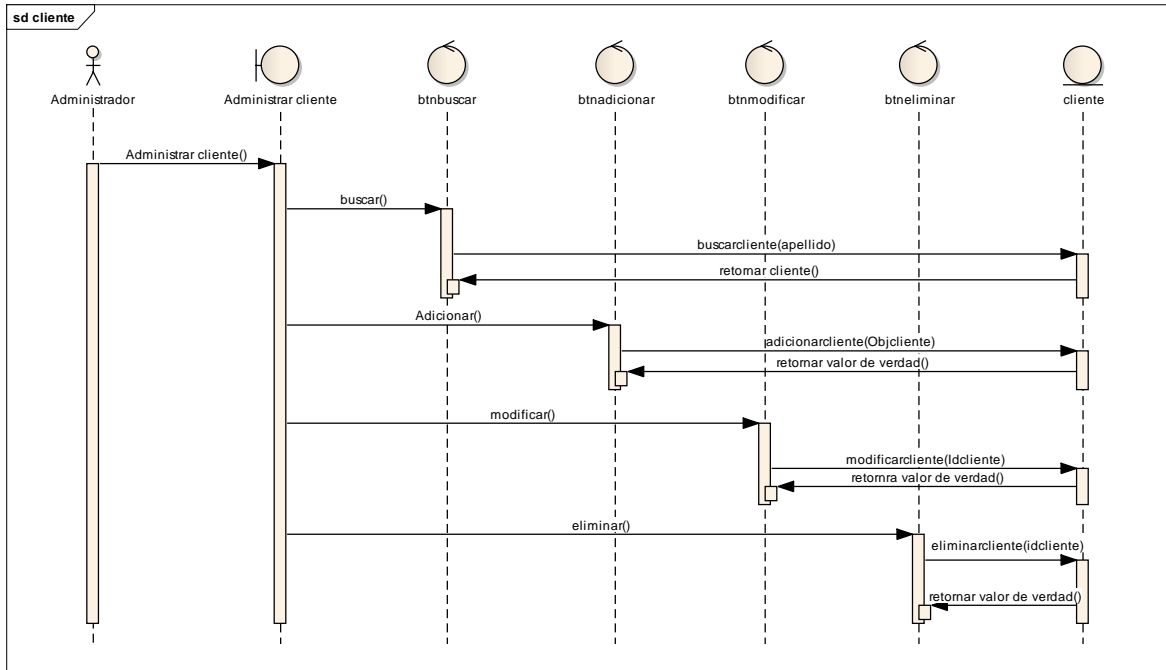 sd cliente
Administrador
Administrar cliente
btnbuscar
btnadicionar
btnmodificar
btneliminar
cliente
Administrar cliente()
buscar()
buscarcliente(apellido)
retornar cliente()
Adicionar()
adicionarcliente(Objcliente)
retornar valor de verdad()
modificar()
modificarcliente(Idcliente)
retornra valor de verdad()
eliminar()
eliminarcliente(idcliente)
retornar valor de verdad()